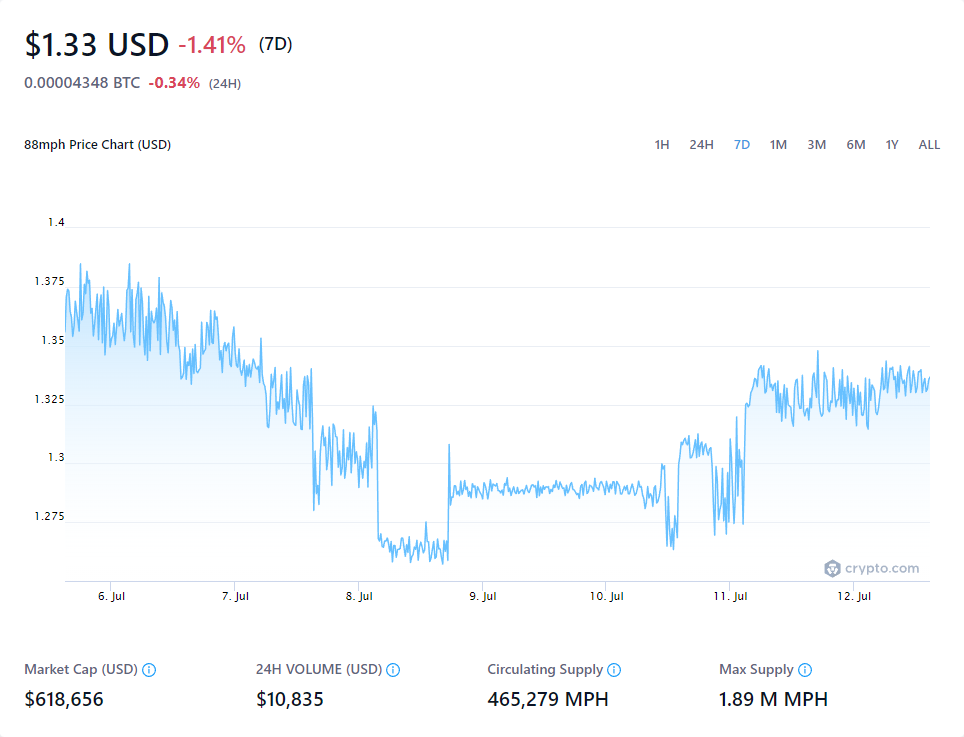 $1.33 USD -1.41% (7D)
0.00004348 BTC -0.34% (24H)
88mph Price Chart (USD) 1H 24H 7D 1M 3M 6M 1Y ALL
1.4
1.375
1.35
1.325
1.3
1.275
crypto.com
6. Jul 7. Jul 8. Jul 9. Jul 10. Jul 11. Jul 12. Jul
Market Cap (USD) 24H VOLUME (USD) Circulating Supply Max Supply
$618,656 $10,835 465,279 MPH 1.89 M MPH